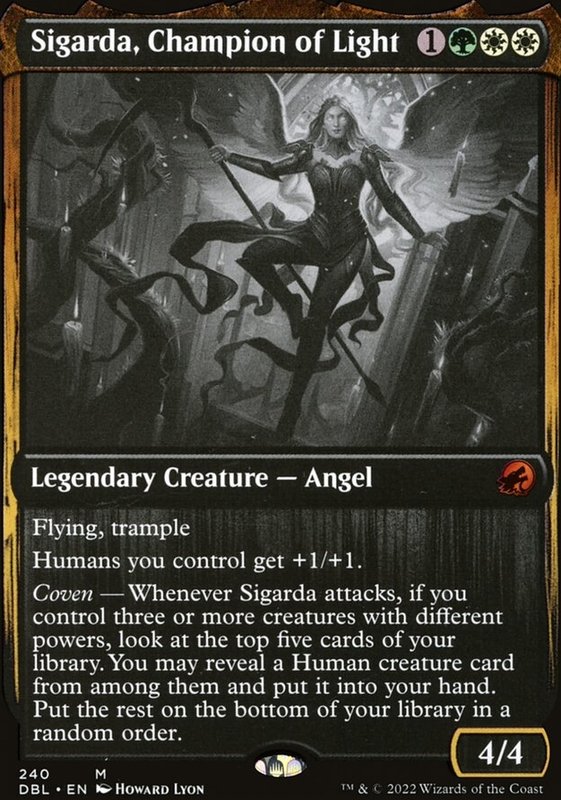 Sigarda, Champion of Light 1
Legendary Creature — Angel
Flying, trample
Humans you control get +1/+1.
Coven — Whenever Sigarda attacks, if you
control three or more creatures with different
powers, look at the top five cards of your
library. You may reveal a Human creature card
from among them and put it into your hand.
Put the rest on the bottom of your library in a
random order.
4/4
240 M
DBL • EN Howard Lyon
™ & © 2022 Wizards of the Coast